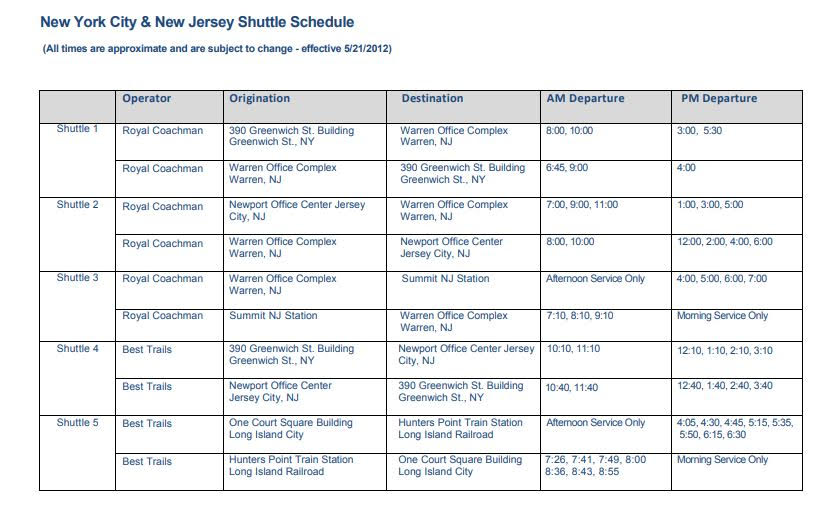 New York City & New Jersey Shuttle Schedule
(All times are approximate and are subject to change - effective 5/21/2012)
Operator Origination Destination AM Departure PM Departure
Shuttle 1 Royal Coachman 390 Greenwich St. Building Warren Office Complex 8:00, 10:00 3:00, 5:30
Greenwich St., NY Warren, NJ
Royal Coachman Warren Office Complex 390 Greenwich St. Building 6:45, 9:00 4:00
Warren, NJ Greenwich St., NY
Shuttle 2 Royal Coachman Newport Office Center Jersey Warren Office Complex 7:00, 9:00, 11:00 1:00, 3:00, 5:00
City, NJ Warren, NJ
Royal Coachman Warren Office Complex Newport Office Center 8:00, 10:00 12:00, 2:00, 4:00, 6:00
Warren, NJ Jersey City, NJ
Shuttle 3 Royal Coachman Warren Office Complex Summit NJ Station Afternoon Service Only 4:00, 5:00, 6:00, 7:00
Warren, NJ
Royal Coachman Summit NJ Station Warren Office Complex 7:10, 8:10, 9:10 Morning Service Only
Warren, NJ
Shuttle 4 Best Trails 390 Greenwich St. Building Newport Office Center Jersey 10:10, 11:10 12:10, 1:10, 2:10, 3:10
Greenwich St., NY City, NJ
Best Trails Newport Office Center 390 Greenwich St. Building 10:40, 11:40 12:40, 1:40, 2:40, 3:40
Jersey City, NJ Greenwich St., NY
Shuttle 5 Best Trails One Court Square Building Hunters Point Train Station Afternoon Service Only 4:05, 4:30, 4:45, 5:15, 5:35,
Long Island City Long Island Railroad 5:50, 6:15, 6:30
Best Trails Hunters Point Train Station One Court Square Building 7:26, 7:41, 7:49, 8:00 Morning Service Only
Long Island Railroad Long Island City 8:36, 8:43, 8:55